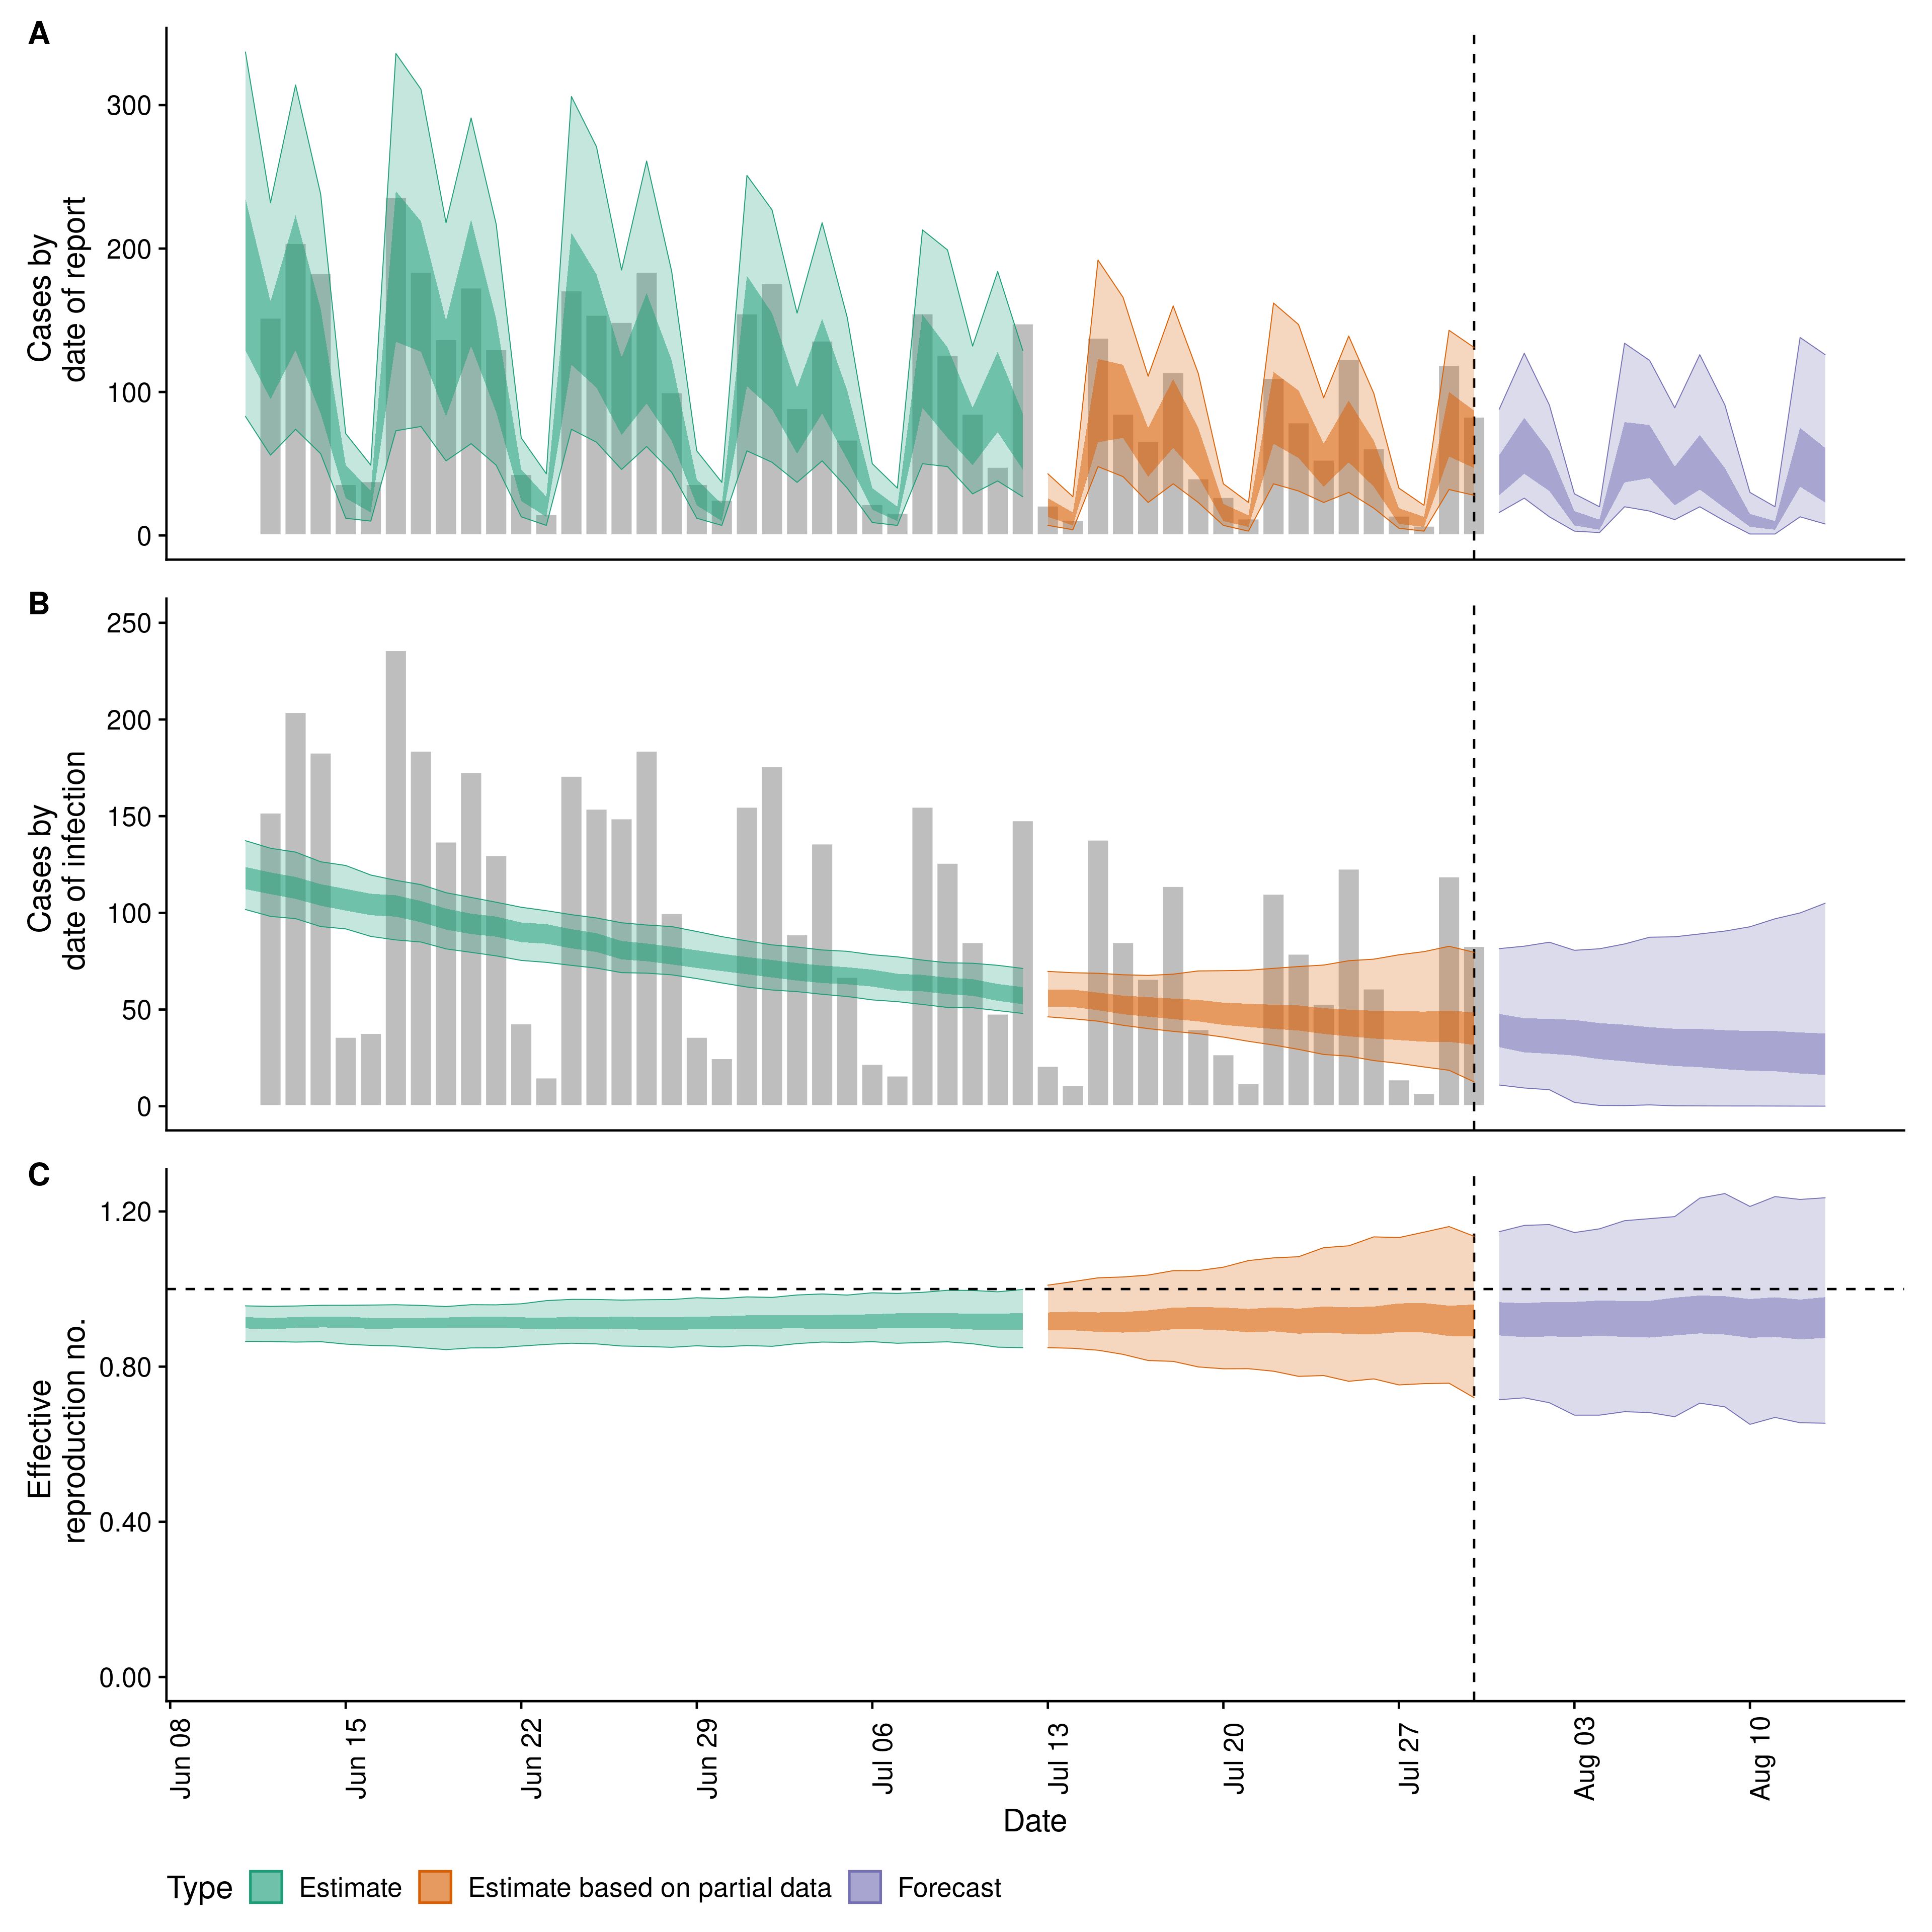 A
Cases by
date of report
300
200
100
0
B
Cases by
date of infection
250
200
150
100
50
0
C
Effective
reproduction no.
1.20
0.80
0.40
0.00
Jun 08
Jun 15
Jun 22
Jun 29
Jul 06
Jul 13
Jul 20
Jul 27
Aug 03
Aug 10
Date
Type
Estimate
Estimate based on partial data
Forecast